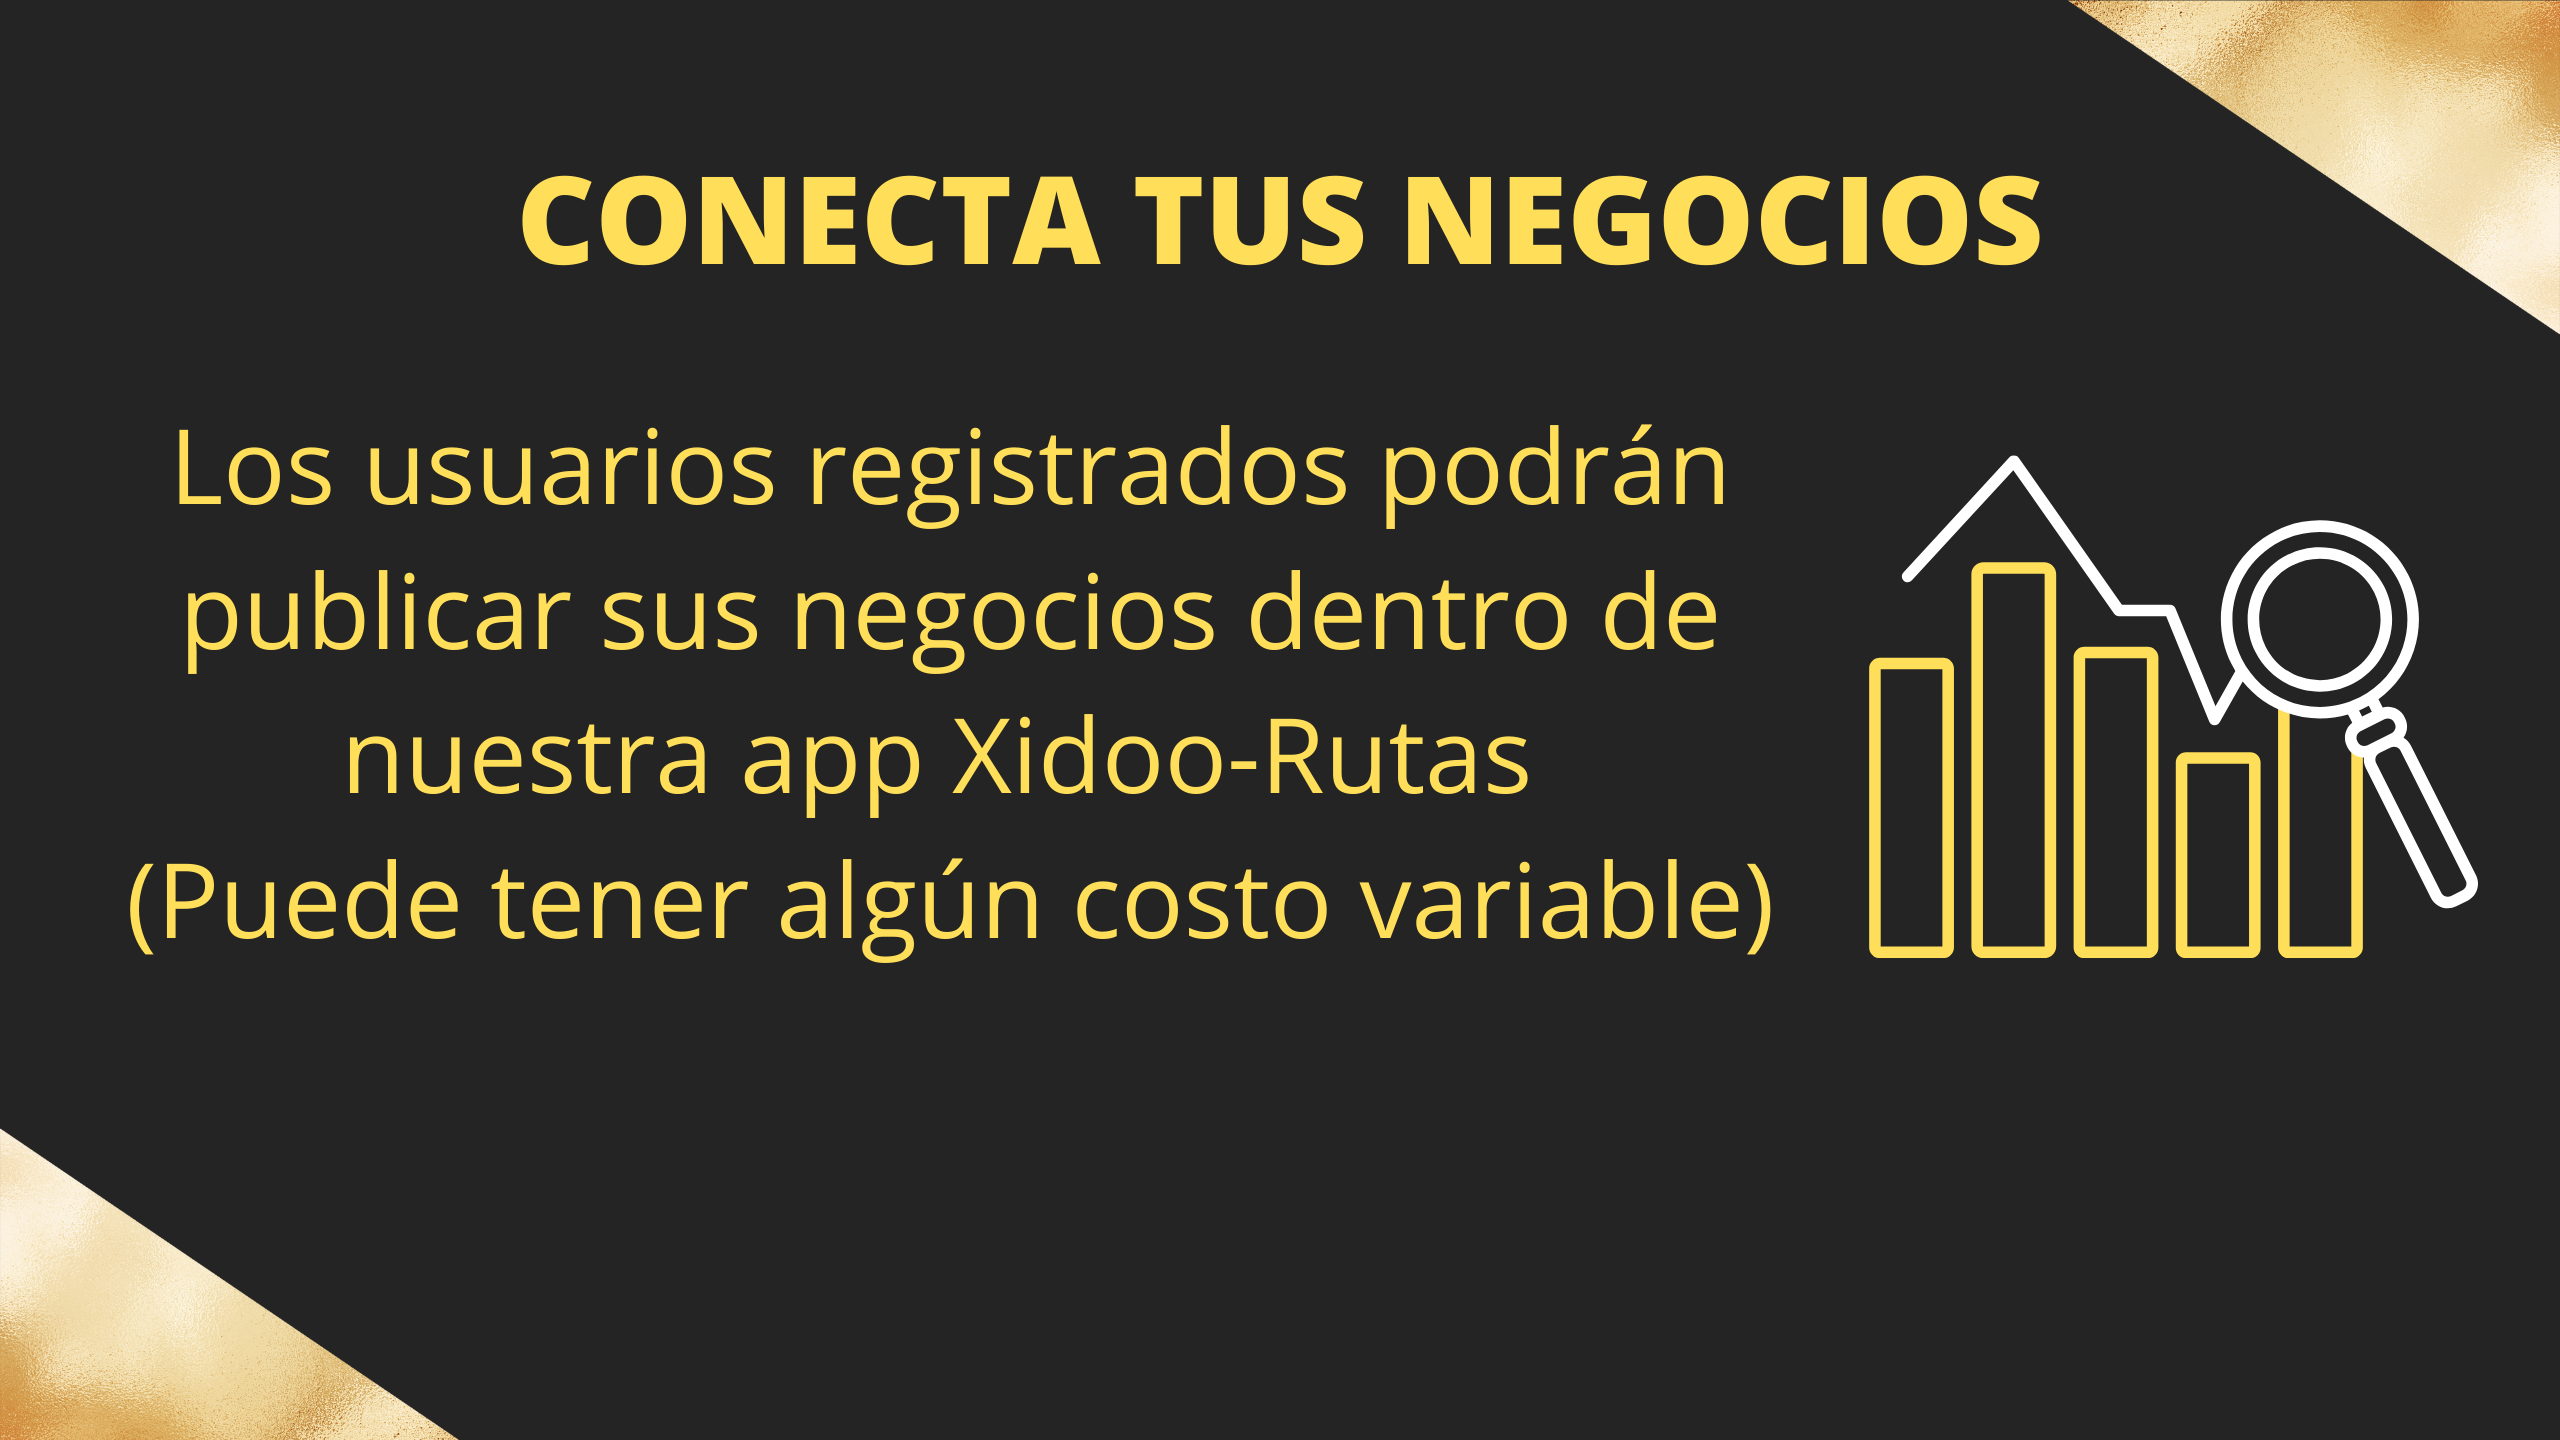 CONECTA TUS NEGOCIOS
Los usuarios registrados podrán
publicar sus negocios dentro de
nuestra app Xidoo-Rutas
(Puede tener algún costo variable)